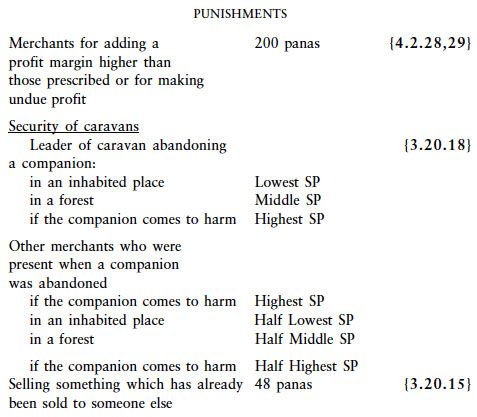 PUNISHMENTS
Merchants for adding a 200 panas {4.2.28,29}
profit margin higher than
those prescribed or for making
undue profit
Security of caravans
Leader of caravan abandoning {3.20.18}
a companion:
in an inhabited place Lowest SP
in a forest Middle SP
if the companion comes to harm Highest SP
Other merchants who were
present when a companion
was abandoned
if the companion comes to harm Highest SP
in an inhabited place Half Lowest SP
in a forest Half Middle SP
if the companion comes to harm Half Highest SP
Selling something which has already 48 panas {3.20.15}
been sold to someone else